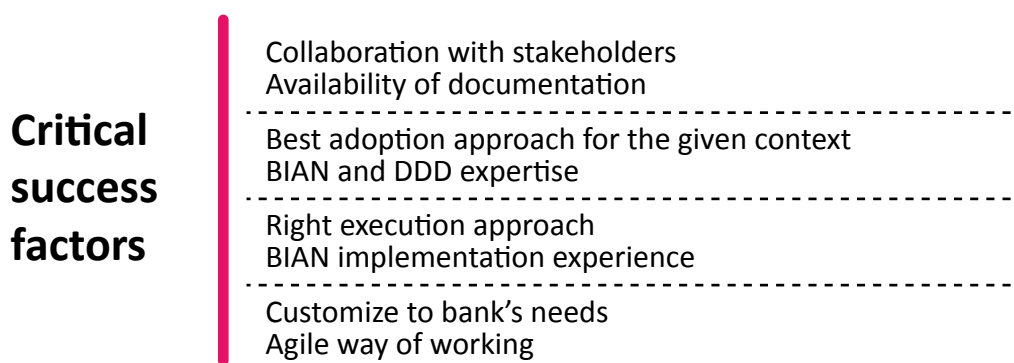 Critical
success
factors
Collaboration with stakeholders
Availability of documentation
Best adoption approach for the given context
BIAN and DDD expertise
Right execution approach
BIAN implementation experience
Customize to bank's needs
Agile way of working